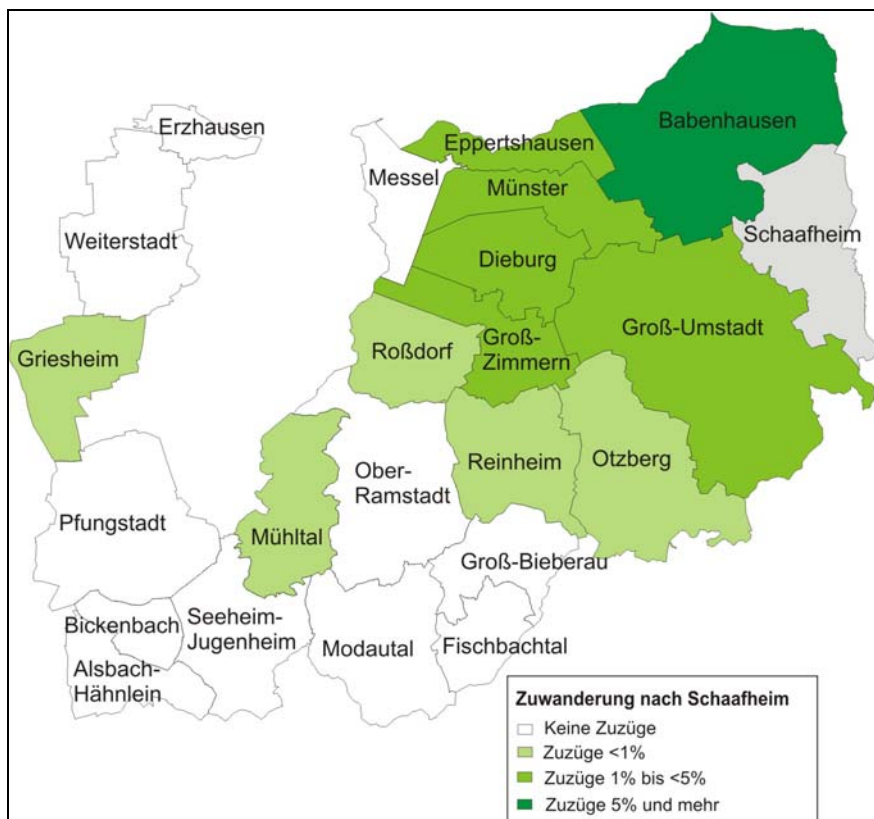 Erzhausen
Babenhausen
Eppertshausen
Messel
Münster
Weiterstadt
Schaafheim
Dieburg
Groß-Umstadt
Griesheim
Roßdorf
Groß-
Zimmern
Reinheim
Otzberg
Ober-
Ramstadt
Pfungstadt
Mühltal
Groß-Bieberau
Bickenbach
Seeheim-
Jugenheim
Modautal
Fischbachtal
Alsbach-
Hähnlein
Zuwanderung nach Schaafheim
Keine Zuzüge
Zuzüge <1%
Zuzüge 1% bis <5%
Zuzüge 5% und mehr